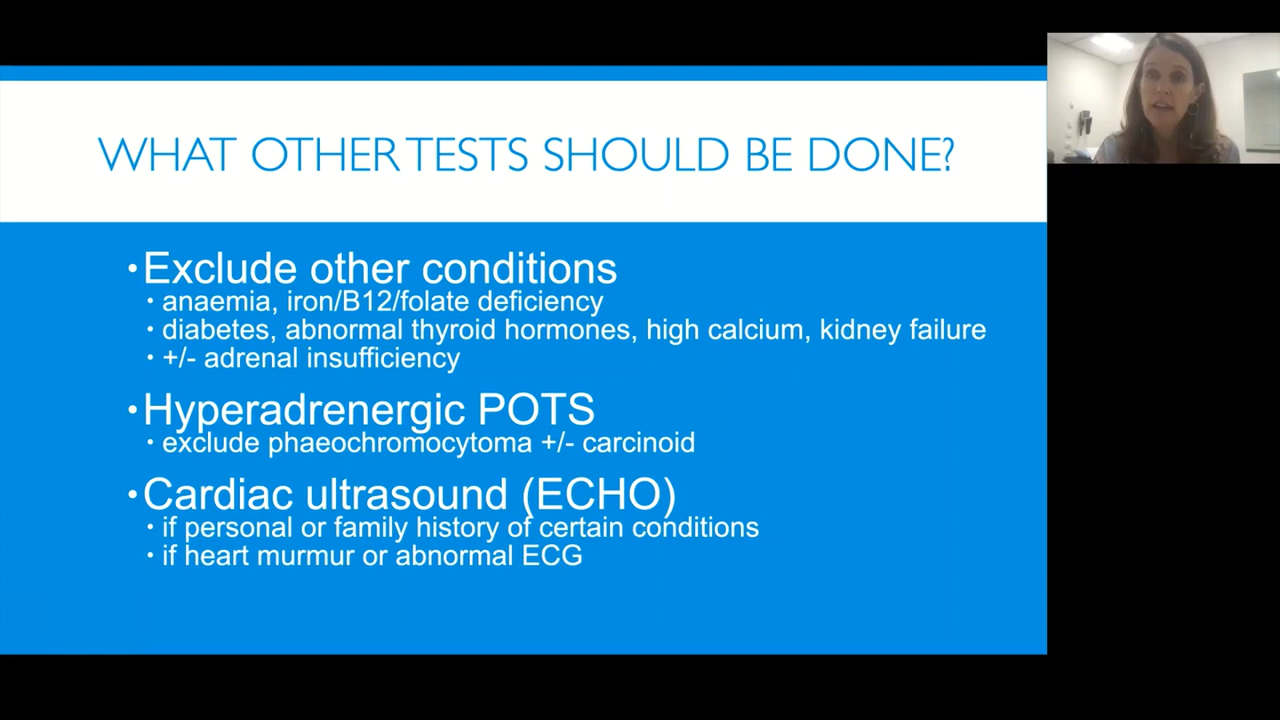 WHAT OTHER TESTS SHOULD BE DONE?
• Exclude other conditions
• anaemia, iron/B12/folate deficiency
• diabetes, abnormal thyroid hormones, high calcium, kidney failure
• +/- adrenal insufficiency
• Hyperadrenergic POTS
• exclude phaeochromocytoma +/- carcinoid
• Cardiac ultrasound (ECHO)
• if personal or family history of certain conditions
• if heart murmur or abnormal ECG